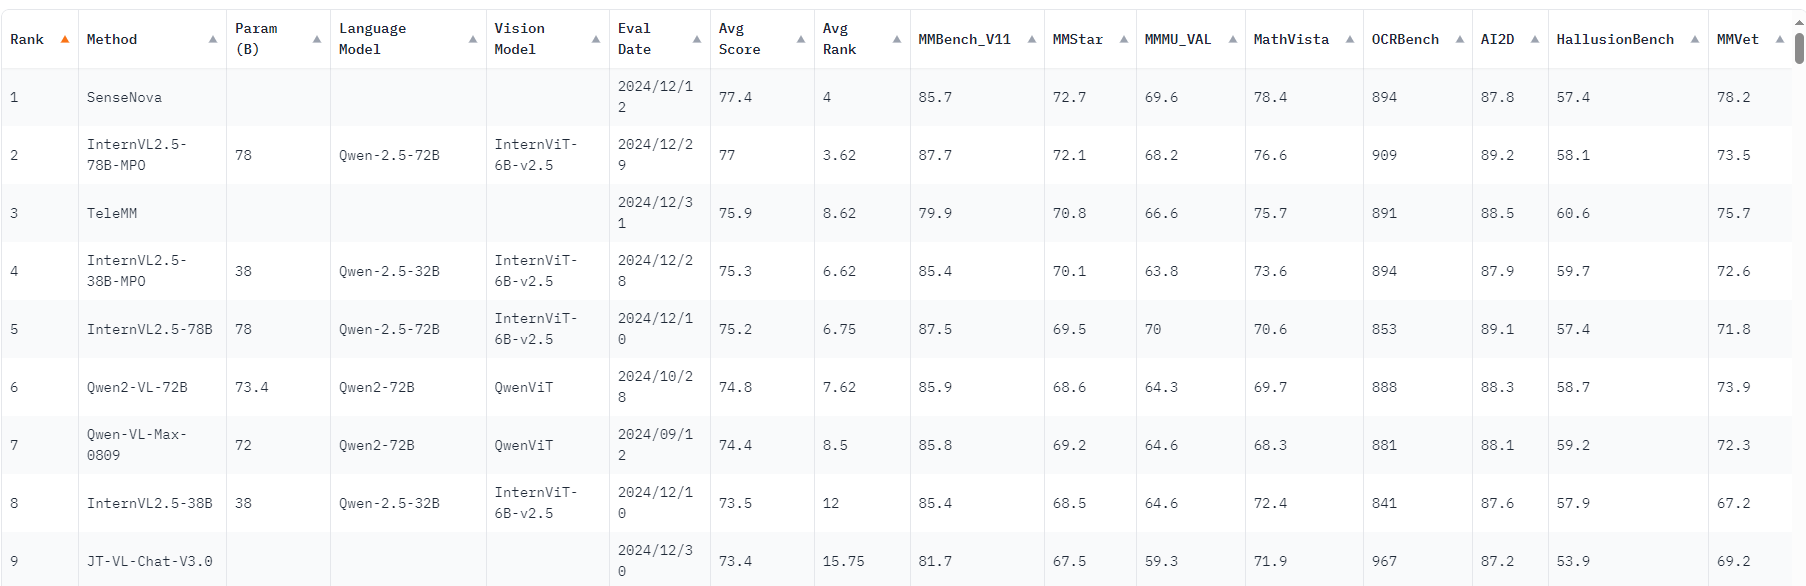 Rank Method Param (B) Language Model Vision Model Eval Date Avg Score Avg Rank MMBench_V11 MMStar MMMU_VAL MathVista OCRBench AI2D HallusionBench MMVet
1 SenseNova 2024/12/12 77.4 4 85.7 72.7 69.6 78.4 894 87.8 57.4 78.2
2 InternVL2.5-78B-MPO 78 Qwen-2.5-72B InternViT-6B-v2.5 2024/12/29 77 3.62 87.7 72.1 68.2 76.6 909 89.2 58.1 73.5
3 TeleMM 2024/12/31 75.9 8.62 79.9 70.8 66.6 75.7 891 88.5 60.6 75.7
4 InternVL2.5-38B-MPO 38 Qwen-2.5-32B InternViT-6B-v2.5 2024/12/28 75.3 6.62 85.4 70.1 63.8 73.6 894 87.9 59.7 72.6
5 InternVL2.5-78B 78 Qwen-2.5-72B InternViT-6B-v2.5 2024/12/10 75.2 6.75 87.5 69.5 70 70.6 853 89.1 57.4 71.8
6 Qwen2-VL-72B 73.4 Qwen2-72B QwenViT 2024/10/28 74.8 7.62 85.9 68.6 64.3 69.7 888 88.3 58.7 73.9
7 Qwen-VL-Max-0809 72 Qwen2-72B QwenViT 2024/09/12 74.4 8.5 85.8 69.2 64.6 68.3 881 88.1 59.2 72.3
8 InternVL2.5-38B 38 Qwen-2.5-32B InternViT-6B-v2.5 2024/12/10 73.5 12 85.4 68.5 64.6 72.4 841 87.6 57.9 67.2
9 JT-VL-Chat-V3.0 2024/12/30 73.4 15.75 81.7 67.5 59.3 71.9 967 87.2 53.9 69.2